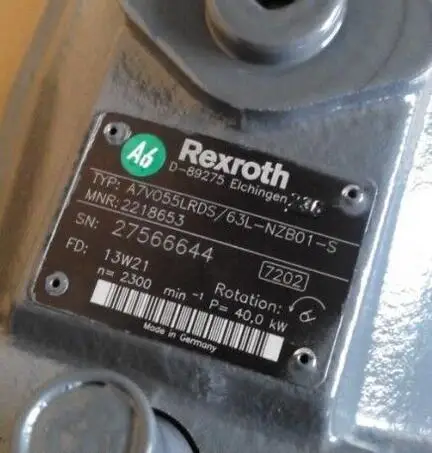 A6
Rexroth
D-89275 Elchingen
TYP: A7VO55LRDS/63L-NZB01-S
MNR: 2218653
SN: 27566644
7202
FD: 13W21
Rotation:
n= 2300 min⁻¹ P= 40,0 kW
Made in Germany